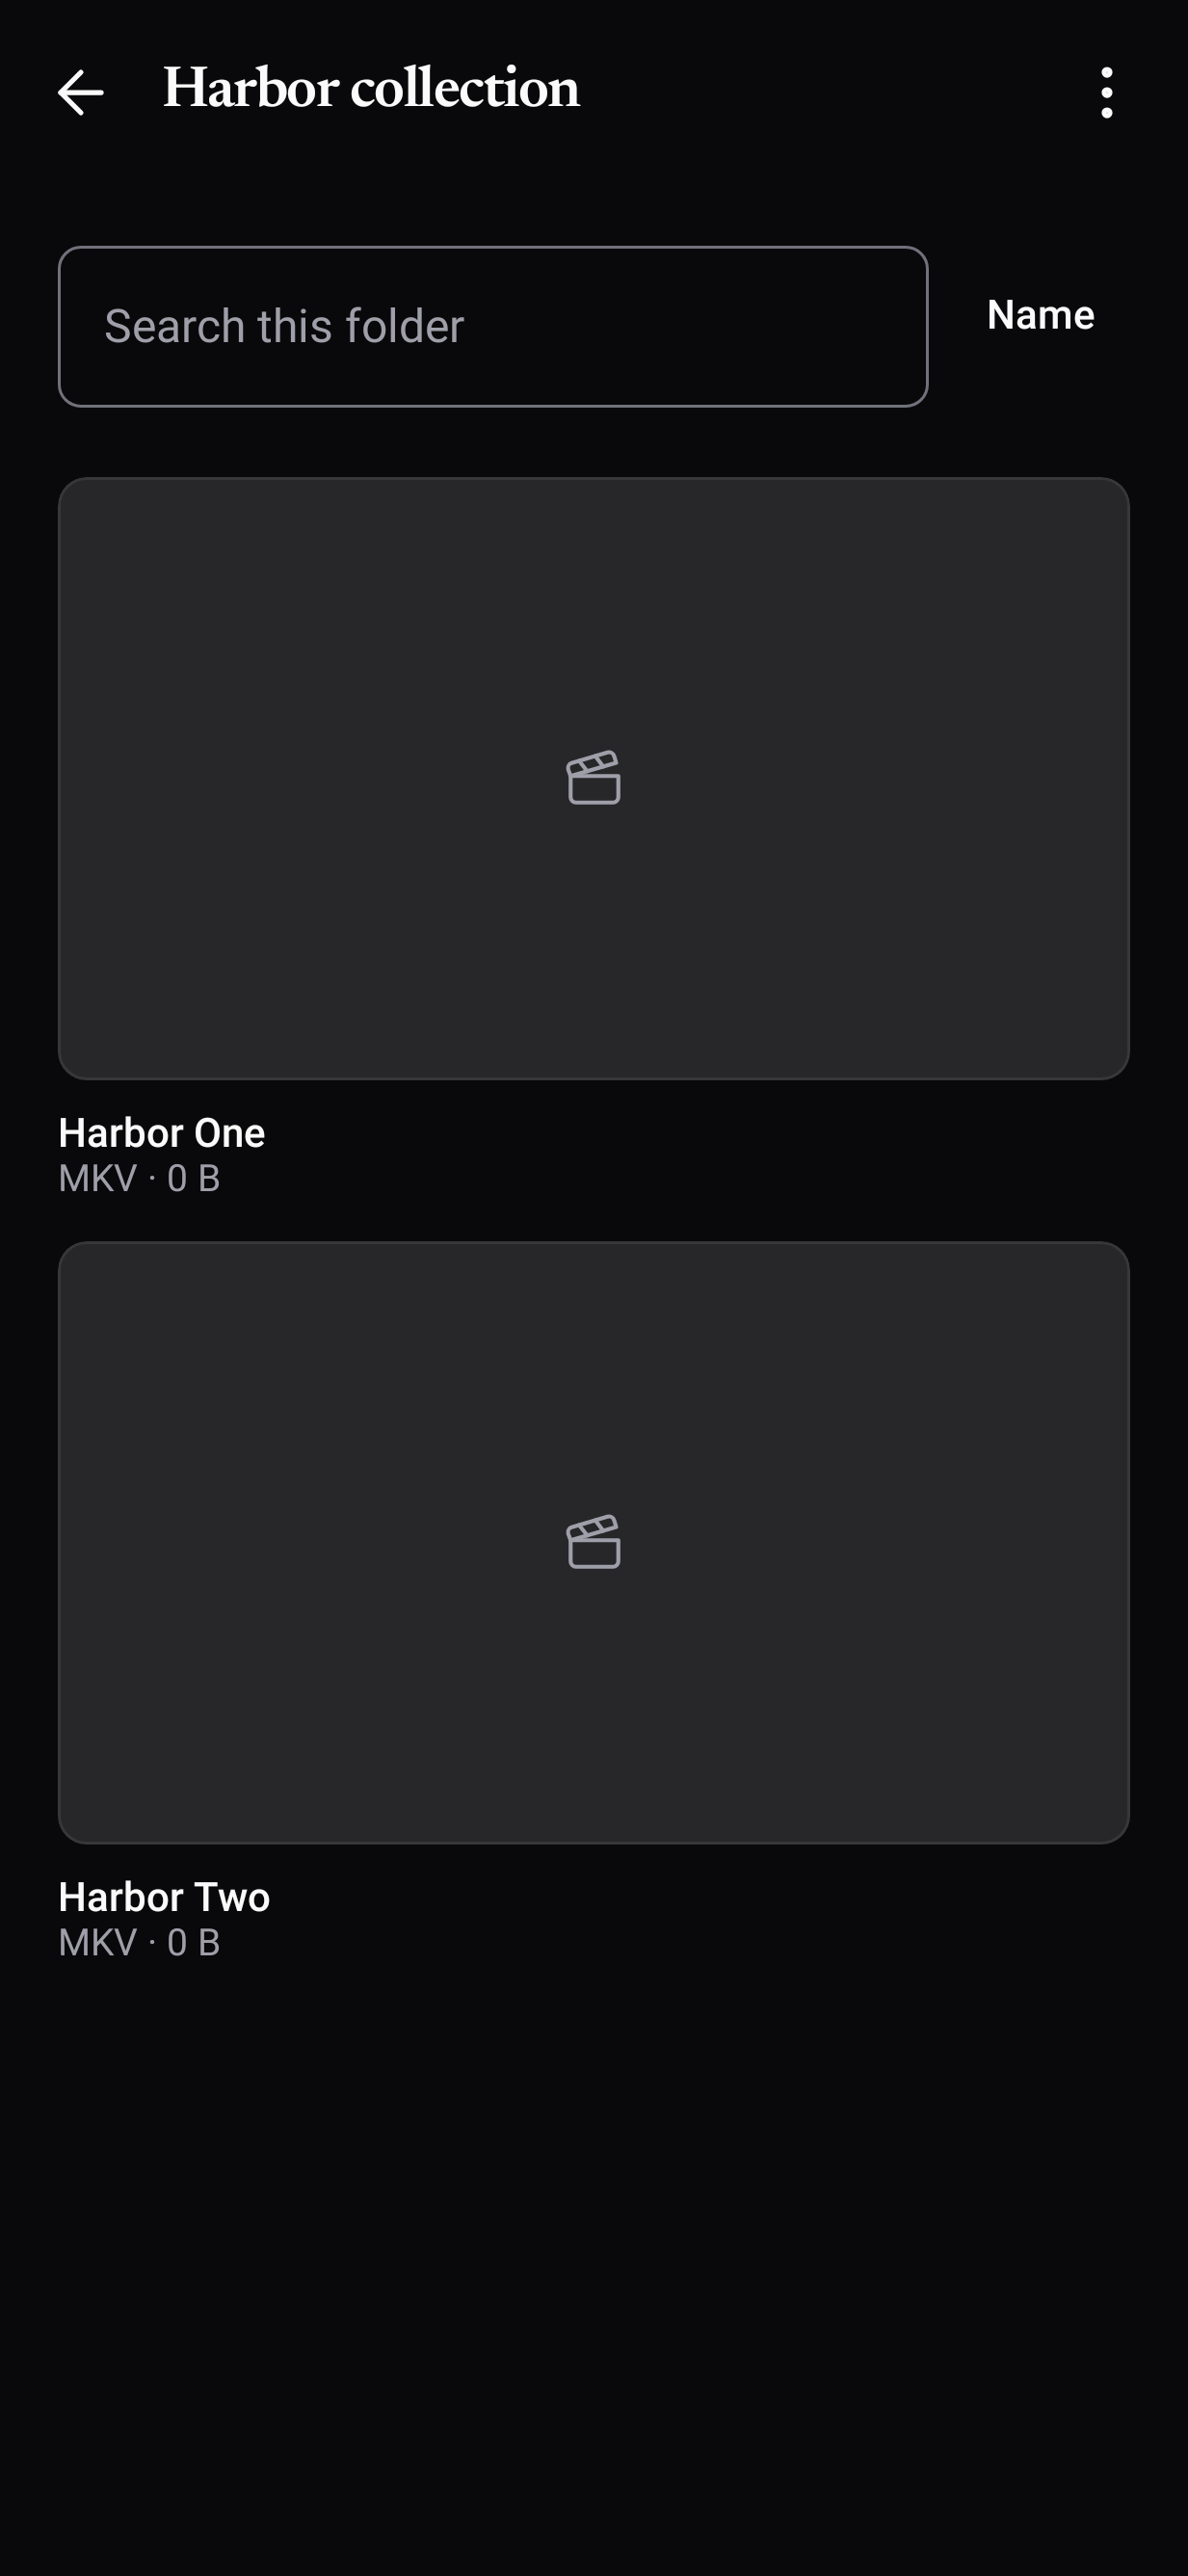 Harbor collection
Search this folder
Name
Harbor One
MKV · 0 B
Harbor Two
MKV · 0 B